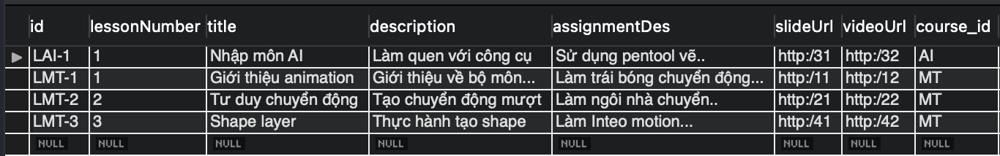 id lessonNumber title description assignmentDes slideUrl videoUrl course_id
LAI-1 1 Nhập môn AI Làm quen với công cụ Sử dụng pentool vẽ.. http:/31 http:/32 AI
LMT-1 1 Giới thiệu animation Giới thiệu về bộ môn... Làm trái bóng chuyển động... http:/11 http:/12 MT
LMT-2 2 Tư duy chuyển động Tạo chuyển động mượt Làm ngôi nhà chuyển.. http:/21 http:/22 MT
LMT-3 3 Shape layer Thực hành tạo shape Làm Inteo motion... http:/41 http:/42 MT
NULL NULL NULL NULL NULL NULL NULL NULL